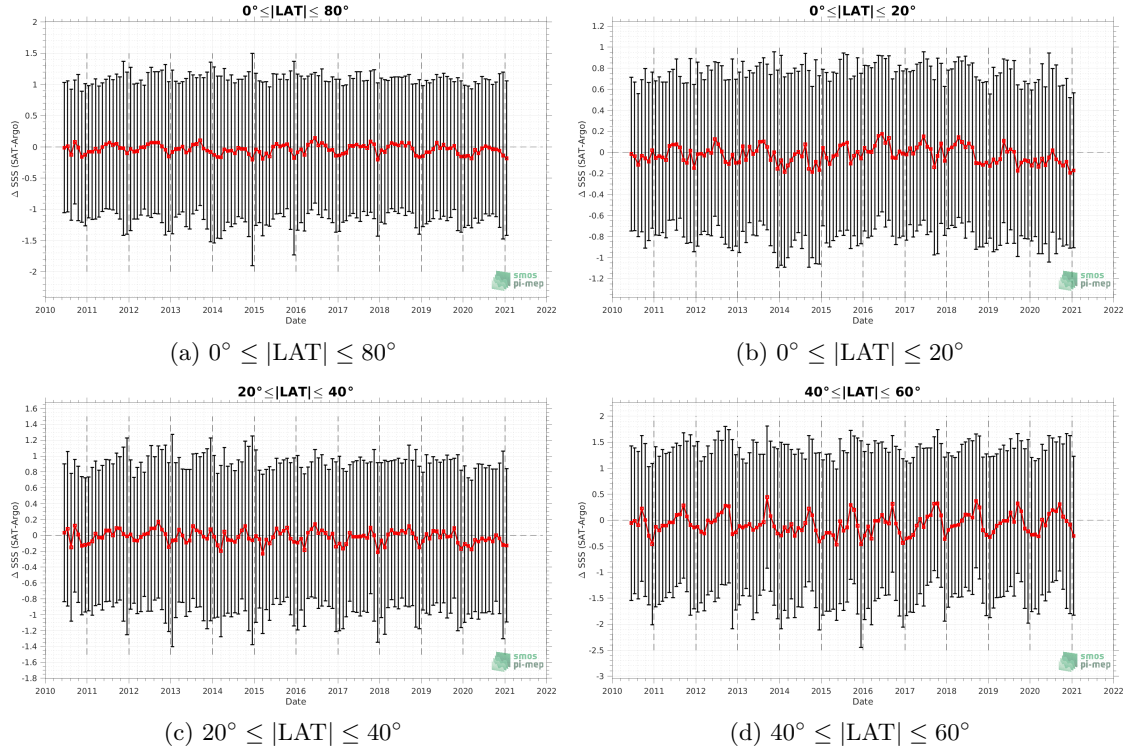 0°≤|LAT|≤ 80°
2
1.5
1
0.5
0
-0.5
-1
-1.5
-2
Δ SSS (SAT-Argo)
2010 2011 2012 2013 2014 2015 2016 2017 2018 2019 2020 2021 2022
Date
smos
pi-mep
(a) 0° ≤ |LAT| ≤ 80°
0°≤|LAT|≤ 20°
1.2
1
0.8
0.6
0.4
0.2
0
-0.2
-0.4
-0.6
-0.8
-1
-1.2
Δ SSS (SAT-Argo)
2010 2011 2012 2013 2014 2015 2016 2017 2018 2019 2020 2021 2022
Date
smos
pi-mep
(b) 0° ≤ |LAT| ≤ 20°
20°≤|LAT|≤ 40°
1.6
1.4
1.2
1
0.8
0.6
0.4
0.2
0
-0.2
-0.4
-0.6
-0.8
-1
-1.2
-1.4
-1.6
-1.8
Δ SSS (SAT-Argo)
2010 2011 2012 2013 2014 2015 2016 2017 2018 2019 2020 2021 2022
Date
smos
pi-mep
(c) 20° ≤ |LAT| ≤ 40°
40°≤|LAT|≤ 60°
2
1.5
1
0.5
0
-0.5
-1
-1.5
-2
-2.5
-3
Δ SSS (SAT-Argo)
2010 2011 2012 2013 2014 2015 2016 2017 2018 2019 2020 2021 2022
Date
smos
pi-mep
(d) 40° ≤ |LAT| ≤ 60°